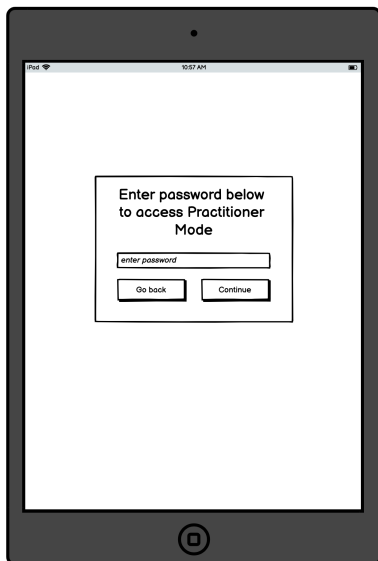 iPad 10:57 AM
Enter password below
to access Practitioner
Mode
enter password
Go back Continue